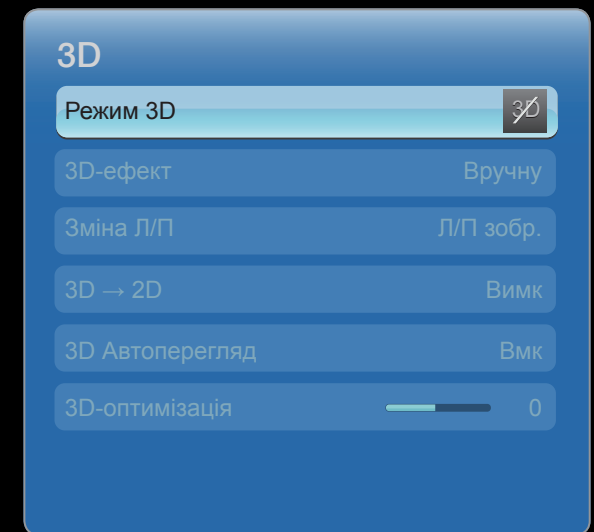 3D
Режим 3D 3D
3D-ефект Вручну
Зміна Л/П Л/П зобр.
3D → 2D Вимк
3D Автоперегляд Вмк
3D-оптимізація 0